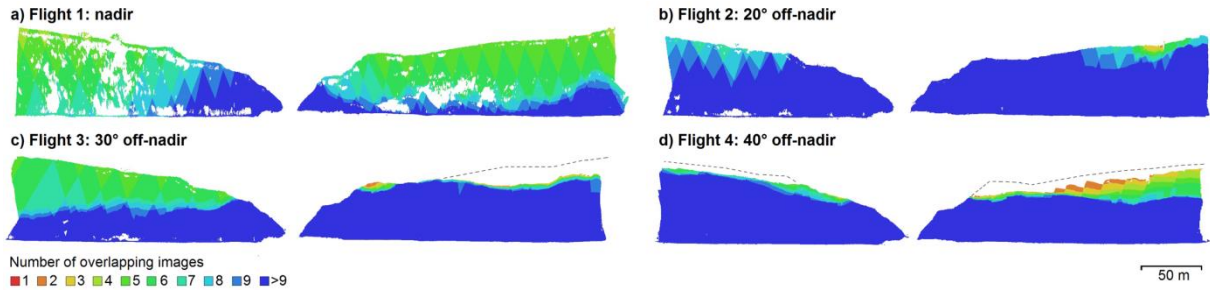 a) Flight 1: nadir
b) Flight 2: 20° off-nadir
c) Flight 3: 30° off-nadir
d) Flight 4: 40° off-nadir
Number of overlapping images
1 2 3 4 5 6 7 8 9 >9
50 m